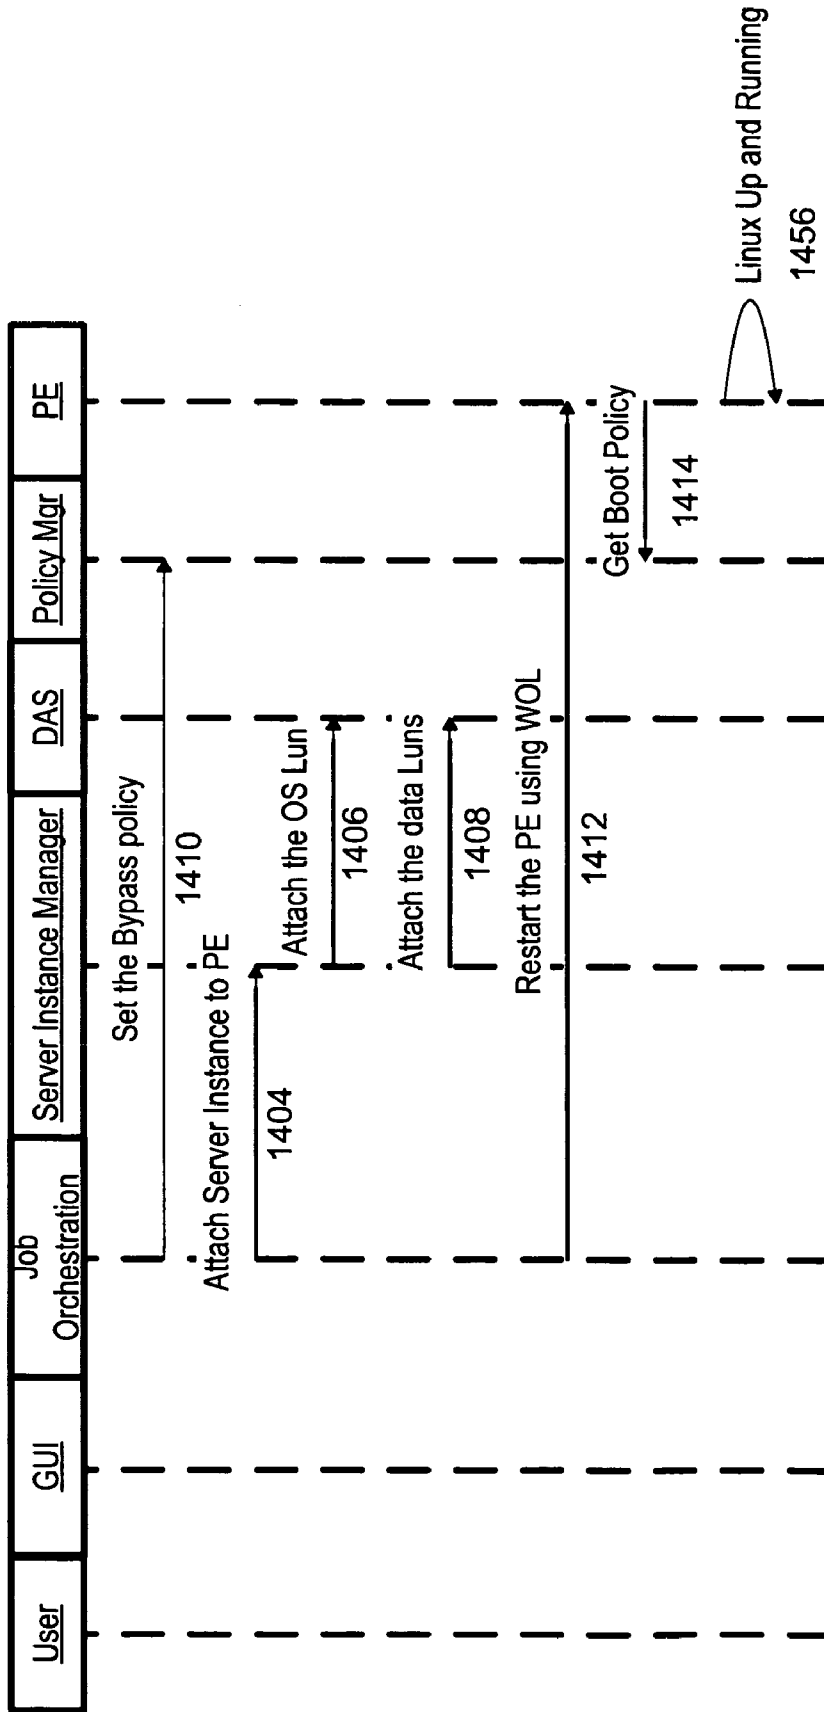 User
GUI
Job
Orchestration
Server Instance Manager
DAS
Policy Mgr
PE
Set the Bypass policy
1410
Attach Server Instance to PE
1404
Attach the OS Lun
1406
Attach the data Luns
1408
Restart the PE using WOL
1412
Get Boot Policy
1414
Linux Up and Running
1456